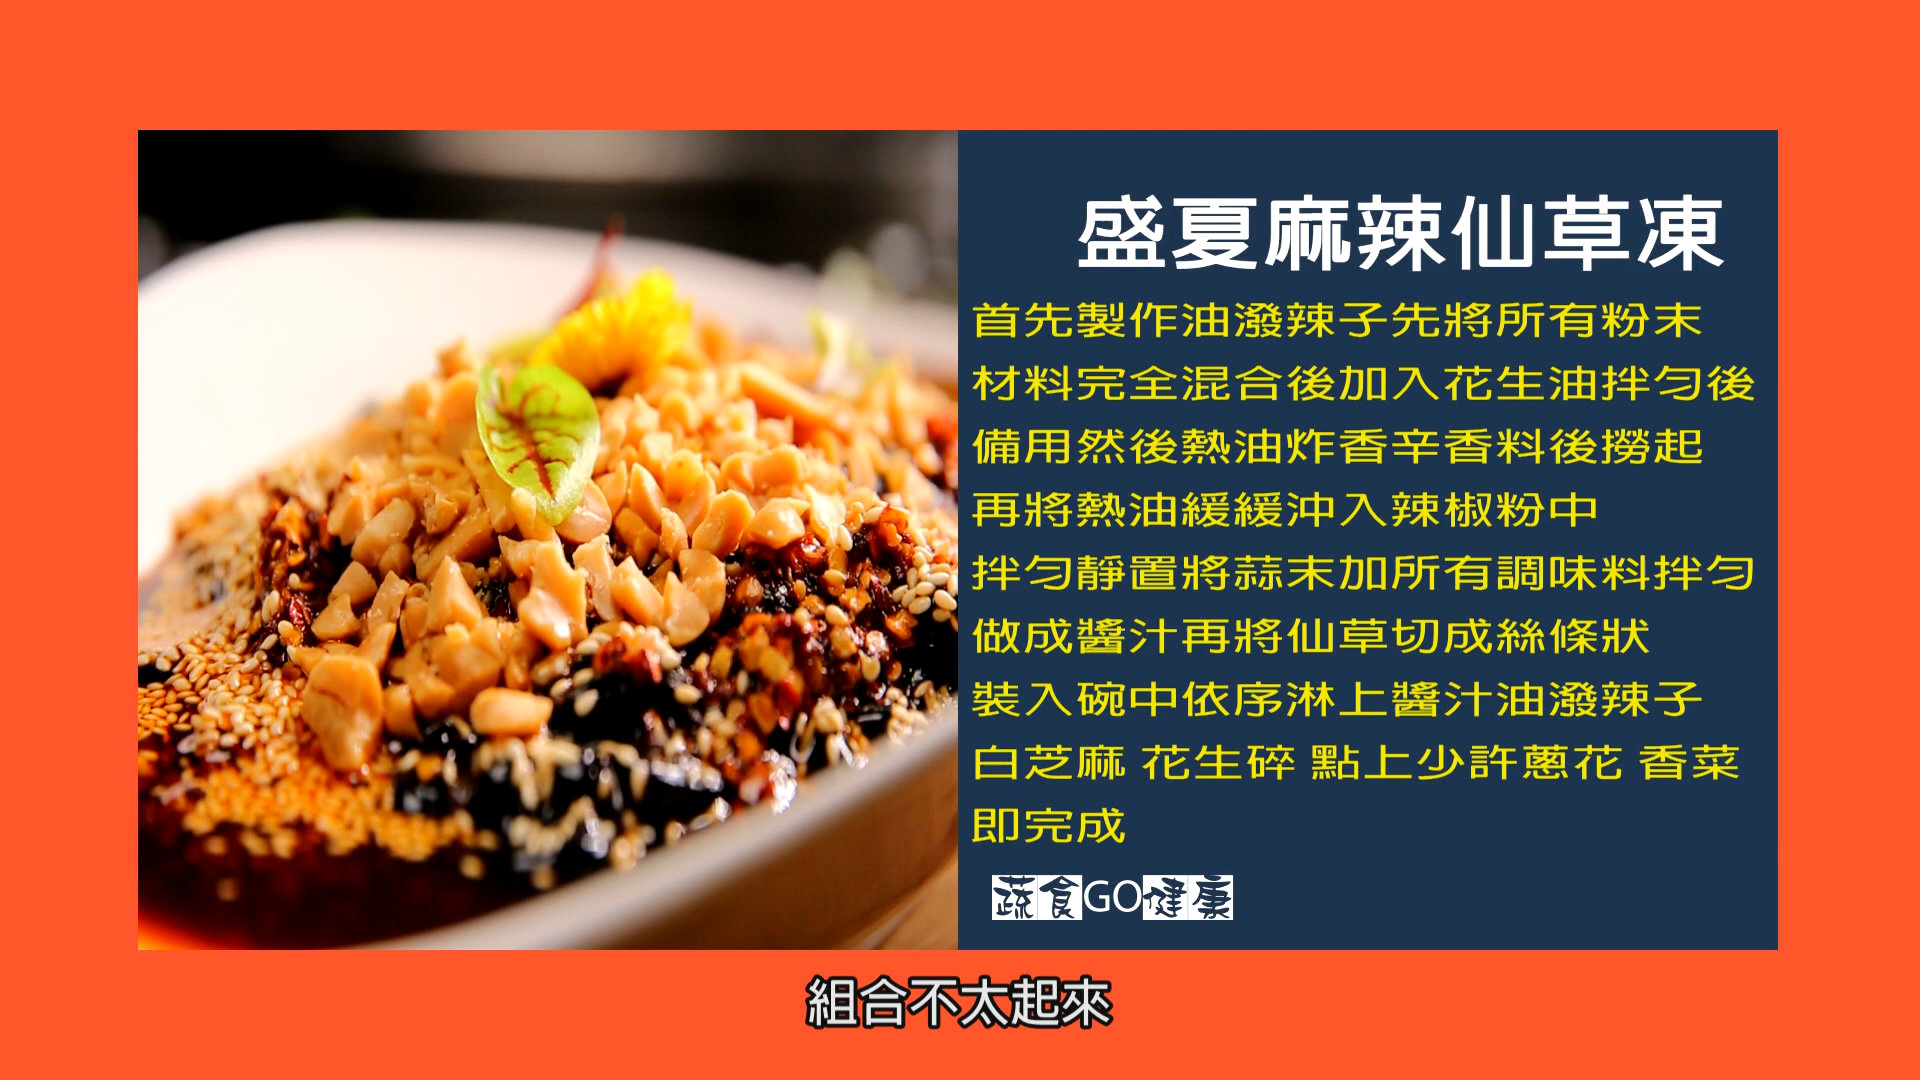 盛夏麻辣仙草凍
首先製作油潑辣子先將所有粉末
材料完全混合後加入花生油拌勻後
備用然後熱油炸香辛香料後撈起
再將熱油緩緩沖入辣椒粉中
拌勻靜置將蒜末加所有調味料拌勻
做成醬汁再將仙草切成絲條狀
裝入碗中依序淋上醬汁油潑辣子
白芝麻 花生碎 點上少許蔥花 香菜
即完成
蔬食GO健康
組合不太起來